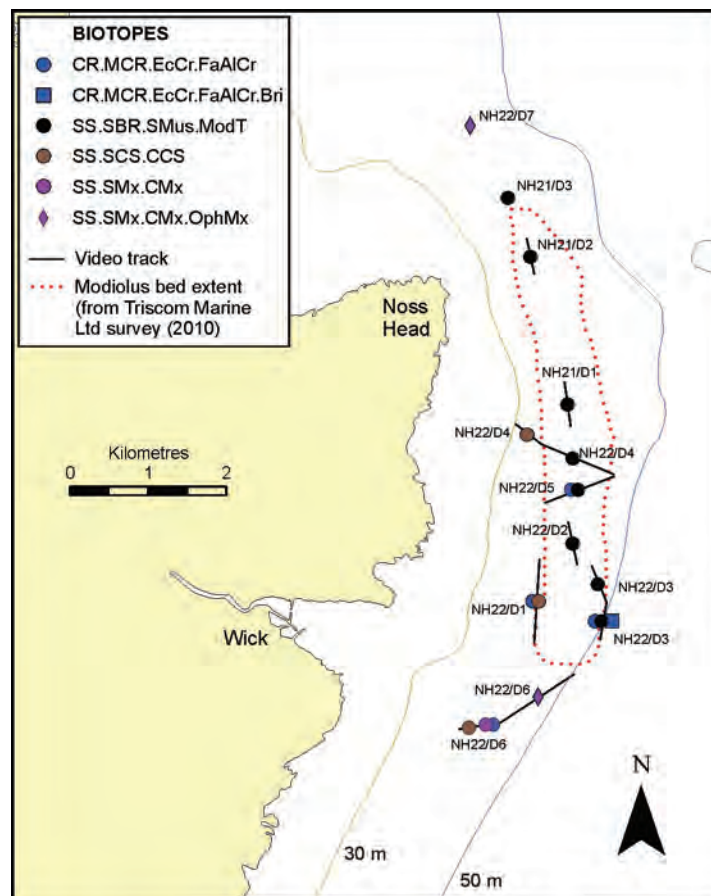 BIOTOPES
CR.MCR.EcCr.FaAlCr
CR.MCR.EcCr.FaAlCr.Bri
SS.SBR.SMus.ModT
SS.SCS.CCS
SS.SMx.CMx
SS.SMx.CMx.OphMx
Video track
Modiolus bed extent
(from Triscom Marine
Ltd survey (2010)
NH22/D7
NH21/D3
NH21/D2
Noss
Head
NH21/D1
NH22/D4
NH22/D4
Kilometres
0 1 2
NH22/D5
NH22/D2
NH22/D3
NH22/D1
Wick
NH22/D3
NH22/D6
NH22/D6
N
30 m
50 m